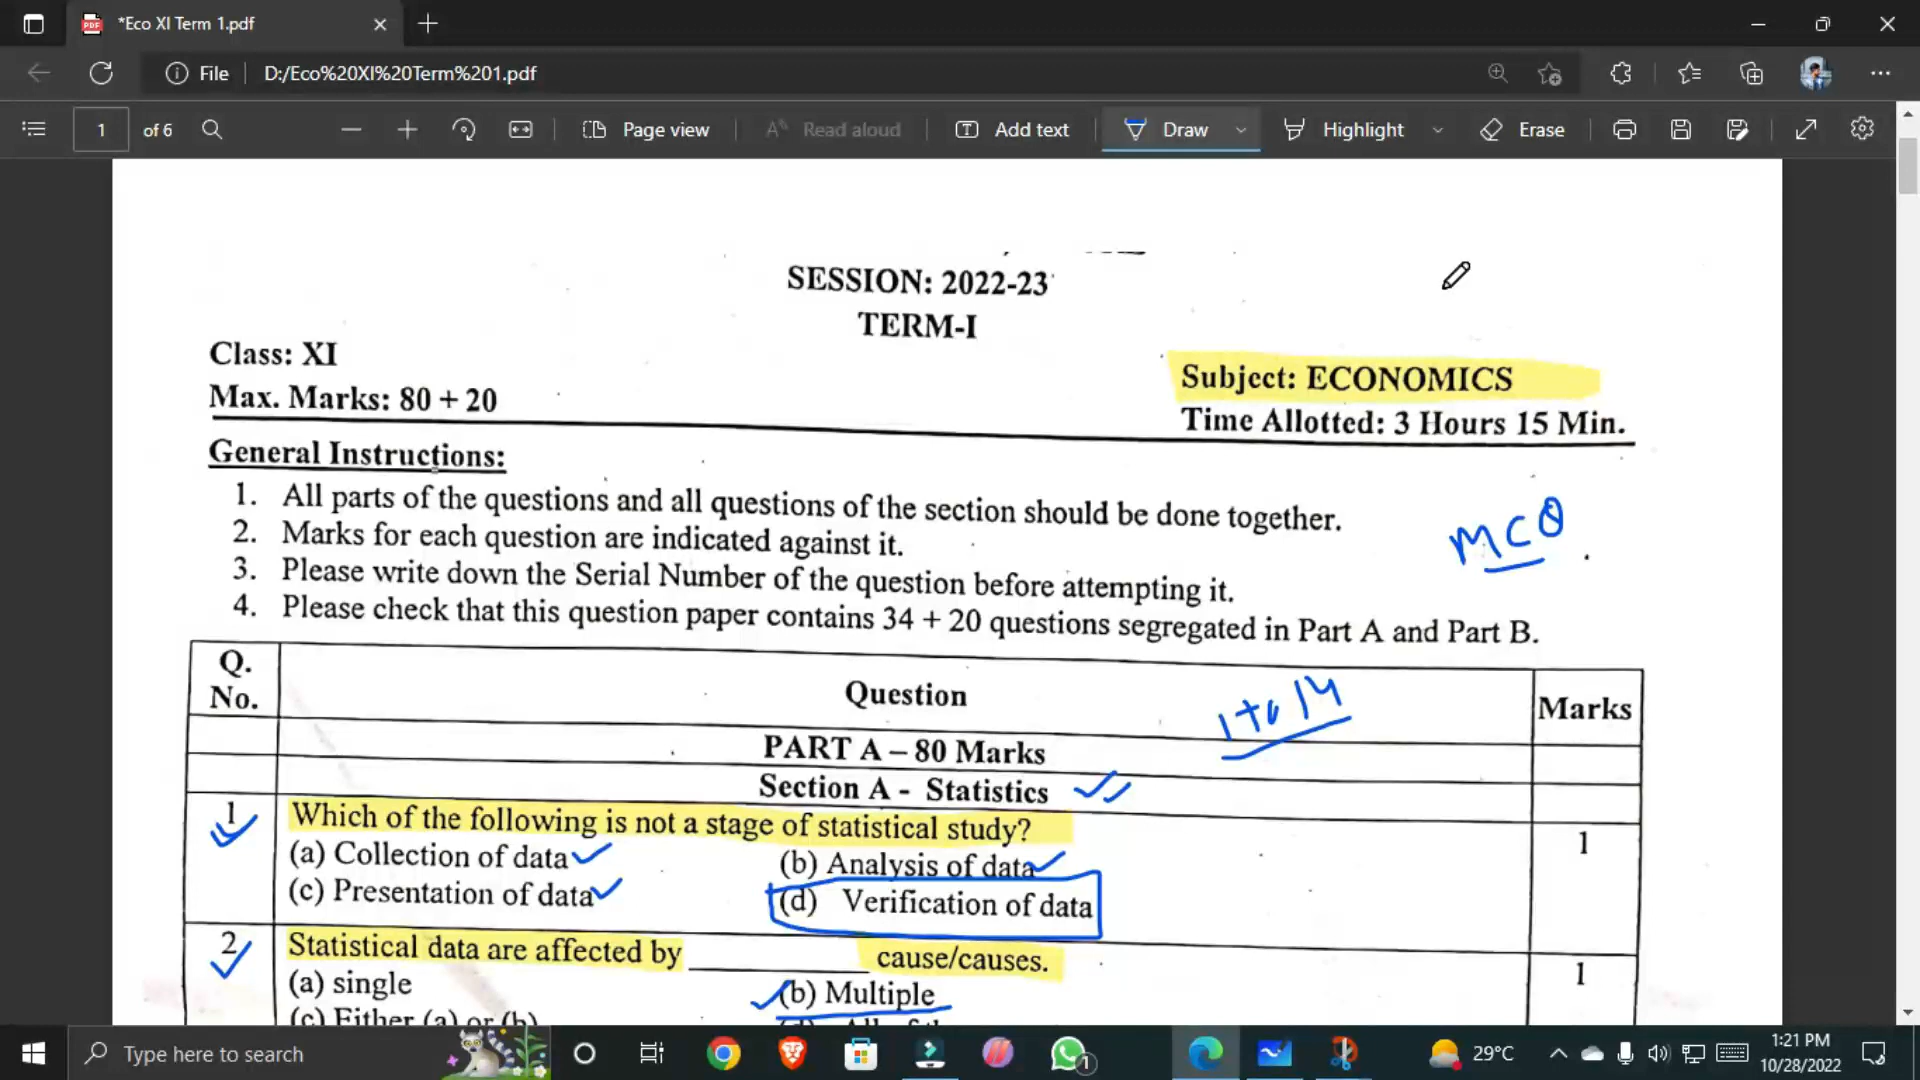 *Eco XI Term 1.pdf
File D:/Eco%20XI%20Term%201.pdf
1 of 6 Page view Read aloud Add text Draw Highlight Erase
SESSION: 2022-23
TERM-I
Class: XI
Max. Marks: 80 + 20
Subject: ECONOMICS
Time Allotted: 3 Hours 15 Min.
General Instructions:
1. All parts of the questions and all questions of the section should be done together.
2. Marks for each question are indicated against it.
3. Please write down the Serial Number of the question before attempting it.
4. Please check that this question paper contains 34 + 20 questions segregated in Part A and Part B.
MCQ
Q. No. Question Marks
1 to 14
PART A – 80 Marks
Section A - Statistics
1 Which of the following is not a stage of statistical study? 1
(a) Collection of data (b) Analysis of data
(c) Presentation of data (d) Verification of data
2 Statistical data are affected by __________ cause/causes. 1
(a) single (b) Multiple
(c) Either (a) or (b)
Type here to search 1 29°C 1:21 PM
10/28/2022